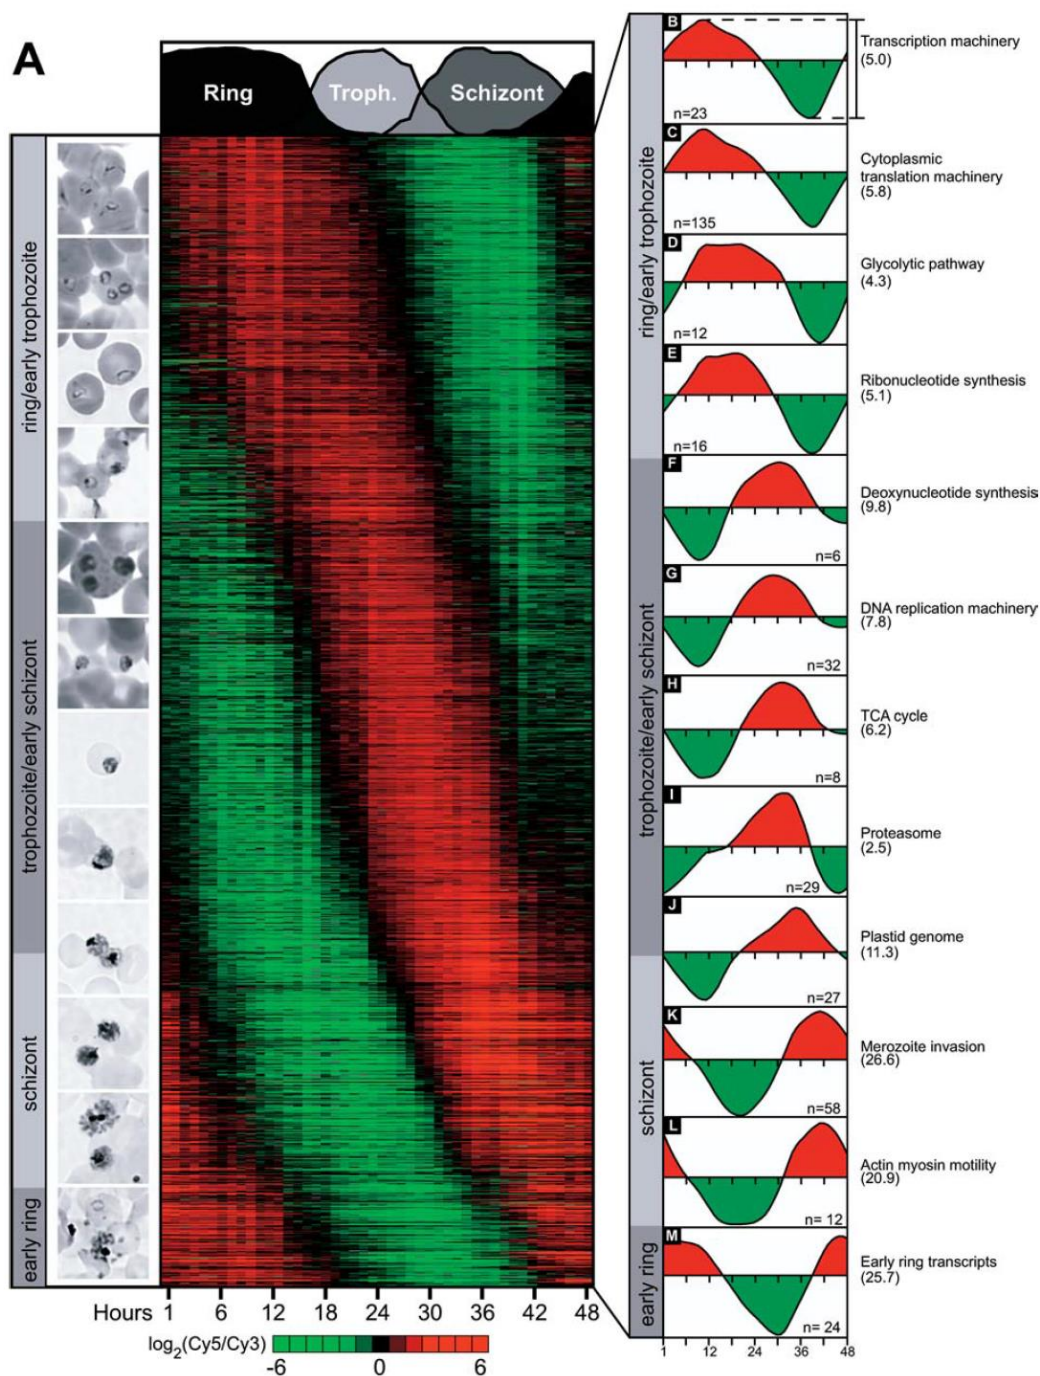 A
Ring
Troph.
Schizont
ring/early trophozoite
trophozoite/early schizont
schizont
early ring
Hours 1 6 12 18 24 30 36 42 48
log2(Cy5/Cy3)
-6 0 6
ring/early trophozoite
trophozoite/early schizont
schizont
early ring
B
n=23
Transcription machinery
(5.0)
C
n=135
Cytoplasmic
translation machinery
(5.8)
D
n=12
Glycolytic pathway
(4.3)
E
n=16
Ribonucleotide synthesis
(5.1)
F
n=6
Deoxynucleotide synthesis
(9.8)
G
n=32
DNA replication machinery
(7.8)
H
n=8
TCA cycle
(6.2)
I
n=29
Proteasome
(2.5)
J
n=27
Plastid genome
(11.3)
K
n=58
Merozoite invasion
(26.6)
L
n= 12
Actin myosin motility
(20.9)
M
n= 24
Early ring transcripts
(25.7)
1 12 24 36 48